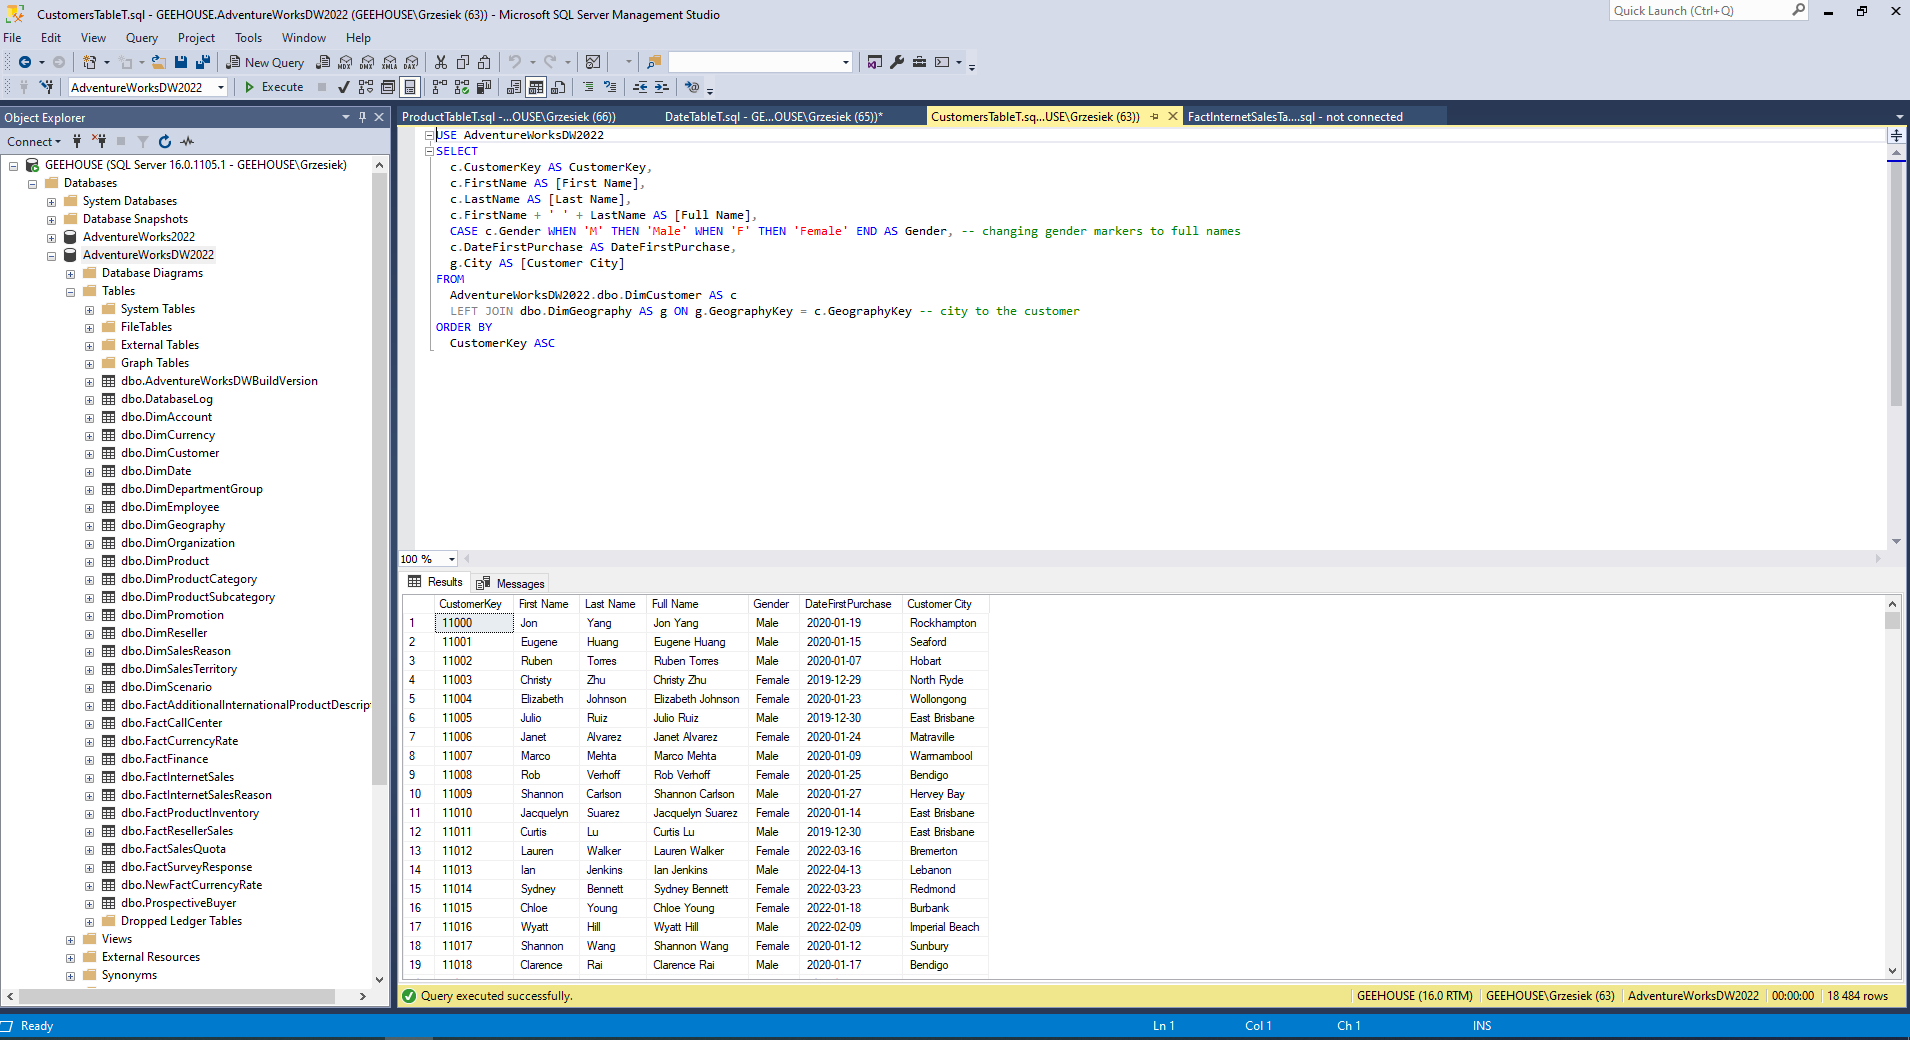 CustomersTableT.sql - GEEHOUSE.AdventureWorksDW2022 (GEEHOUSE\Grzesiek (63)) - Microsoft SQL Server Management Studio
Quick Launch (Ctrl+Q)
File Edit View Query Project Tools Window Help
New Query MDX DMX XMLA DAX
AdventureWorksDW2022 Execute
Object Explorer
Connect
GEEHOUSE (SQL Server 16.0.1105.1 - GEEHOUSE\Grzesiek)
Databases
System Databases
Database Snapshots
AdventureWorks2022
AdventureWorksDW2022
Database Diagrams
Tables
System Tables
FileTables
External Tables
Graph Tables
dbo.AdventureWorksDWBuildVersion
dbo.DatabaseLog
dbo.DimAccount
dbo.DimCurrency
dbo.DimCustomer
dbo.DimDate
dbo.DimDepartmentGroup
dbo.DimEmployee
dbo.DimGeography
dbo.DimOrganization
dbo.DimProduct
dbo.DimProductCategory
dbo.DimProductSubcategory
dbo.DimPromotion
dbo.DimReseller
dbo.DimSalesReason
dbo.DimSalesTerritory
dbo.DimScenario
dbo.FactAdditionalInternationalProductDescrip
dbo.FactCallCenter
dbo.FactCurrencyRate
dbo.FactFinance
dbo.FactInternetSales
dbo.FactInternetSalesReason
dbo.FactProductInventory
dbo.FactResellerSales
dbo.FactSalesQuota
dbo.FactSurveyResponse
dbo.NewFactCurrencyRate
dbo.ProspectiveBuyer
Dropped Ledger Tables
Views
External Resources
Synonyms
ProductTableT.sql -...OUSE\Grzesiek (66)) DateTableT.sql - GE...OUSE\Grzesiek (65))* CustomersTableT.sq...USE\Grzesiek (63)) FactInternetSalesTa....sql - not connected
USE AdventureWorksDW2022
SELECT
c.CustomerKey AS CustomerKey,
c.FirstName AS [First Name],
c.LastName AS [Last Name],
c.FirstName + ' ' + LastName AS [Full Name],
CASE c.Gender WHEN 'M' THEN 'Male' WHEN 'F' THEN 'Female' END AS Gender, -- changing gender markers to full names
c.DateFirstPurchase AS DateFirstPurchase,
g.City AS [Customer City]
FROM
AdventureWorksDW2022.dbo.DimCustomer AS c
LEFT JOIN dbo.DimGeography AS g ON g.GeographyKey = c.GeographyKey -- city to the customer
ORDER BY
CustomerKey ASC
100 %
Results Messages
CustomerKey First Name Last Name Full Name Gender DateFirstPurchase Customer City
1 11000 Jon Yang Jon Yang Male 2020-01-19 Rockhampton
2 11001 Eugene Huang Eugene Huang Male 2020-01-15 Seaford
3 11002 Ruben Torres Ruben Torres Male 2020-01-07 Hobart
4 11003 Christy Zhu Christy Zhu Female 2019-12-29 North Ryde
5 11004 Elizabeth Johnson Elizabeth Johnson Female 2020-01-23 Wollongong
6 11005 Julio Ruiz Julio Ruiz Male 2019-12-30 East Brisbane
7 11006 Janet Alvarez Janet Alvarez Female 2020-01-24 Matraville
8 11007 Marco Mehta Marco Mehta Male 2020-01-09 Warrnambool
9 11008 Rob Verhoff Rob Verhoff Female 2020-01-25 Bendigo
10 11009 Shannon Carlson Shannon Carlson Male 2020-01-27 Hervey Bay
11 11010 Jacquelyn Suarez Jacquelyn Suarez Female 2020-01-14 East Brisbane
12 11011 Curtis Lu Curtis Lu Male 2019-12-30 East Brisbane
13 11012 Lauren Walker Lauren Walker Female 2022-03-16 Bremerton
14 11013 Ian Jenkins Ian Jenkins Male 2022-04-13 Lebanon
15 11014 Sydney Bennett Sydney Bennett Female 2022-03-23 Redmond
16 11015 Chloe Young Chloe Young Female 2022-01-18 Burbank
17 11016 Wyatt Hill Wyatt Hill Male 2022-02-09 Imperial Beach
18 11017 Shannon Wang Shannon Wang Female 2020-01-12 Sunbury
19 11018 Clarence Rai Clarence Rai Male 2020-01-17 Bendigo
Query executed successfully. GEEHOUSE (16.0 RTM) GEEHOUSE\Grzesiek (63) AdventureWorksDW2022 00:00:00 18 484 rows
Ready Ln 1 Col 1 Ch 1 INS